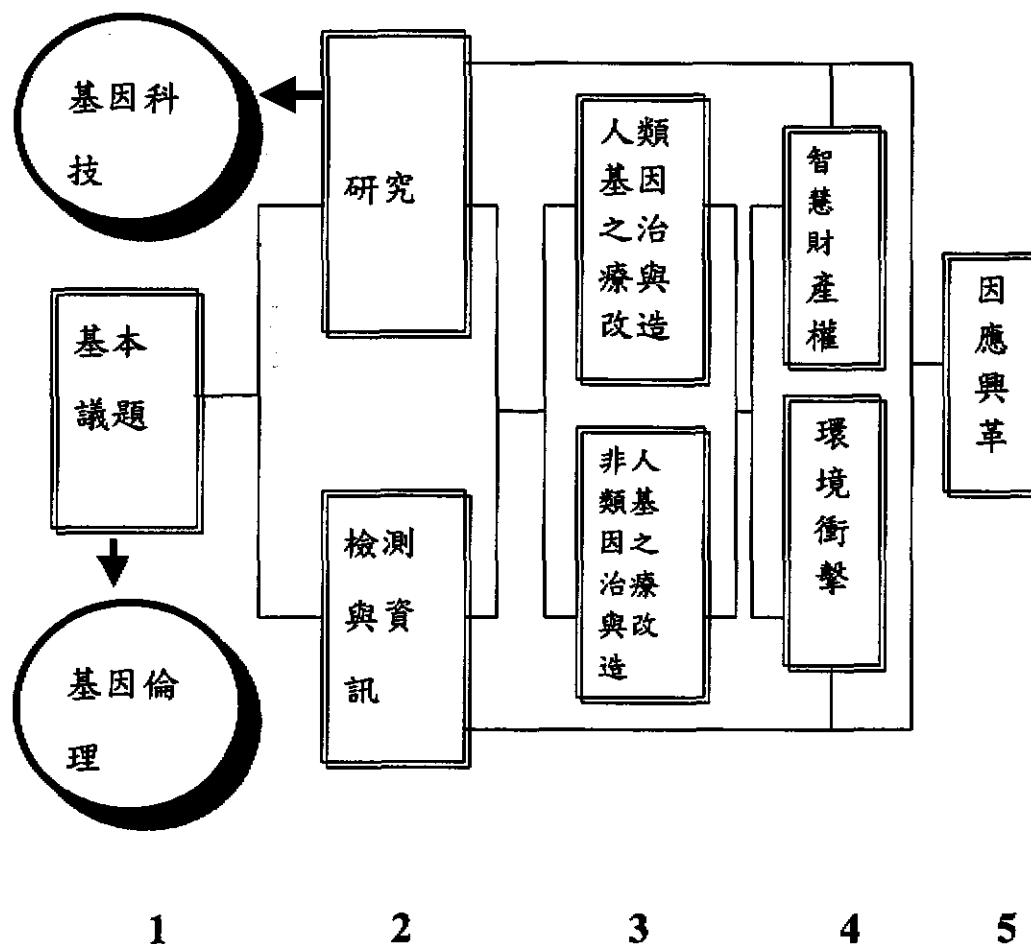 基因科
技
基本
議題
基因倫
理
研究
檢測
與資
訊
人類
基因
之治
療與
改造
非人
類基
因之
治療
與改
造
智
慧
財
產
權
環
境
衝
擊
因
應
興
革
1 2 3 4 5